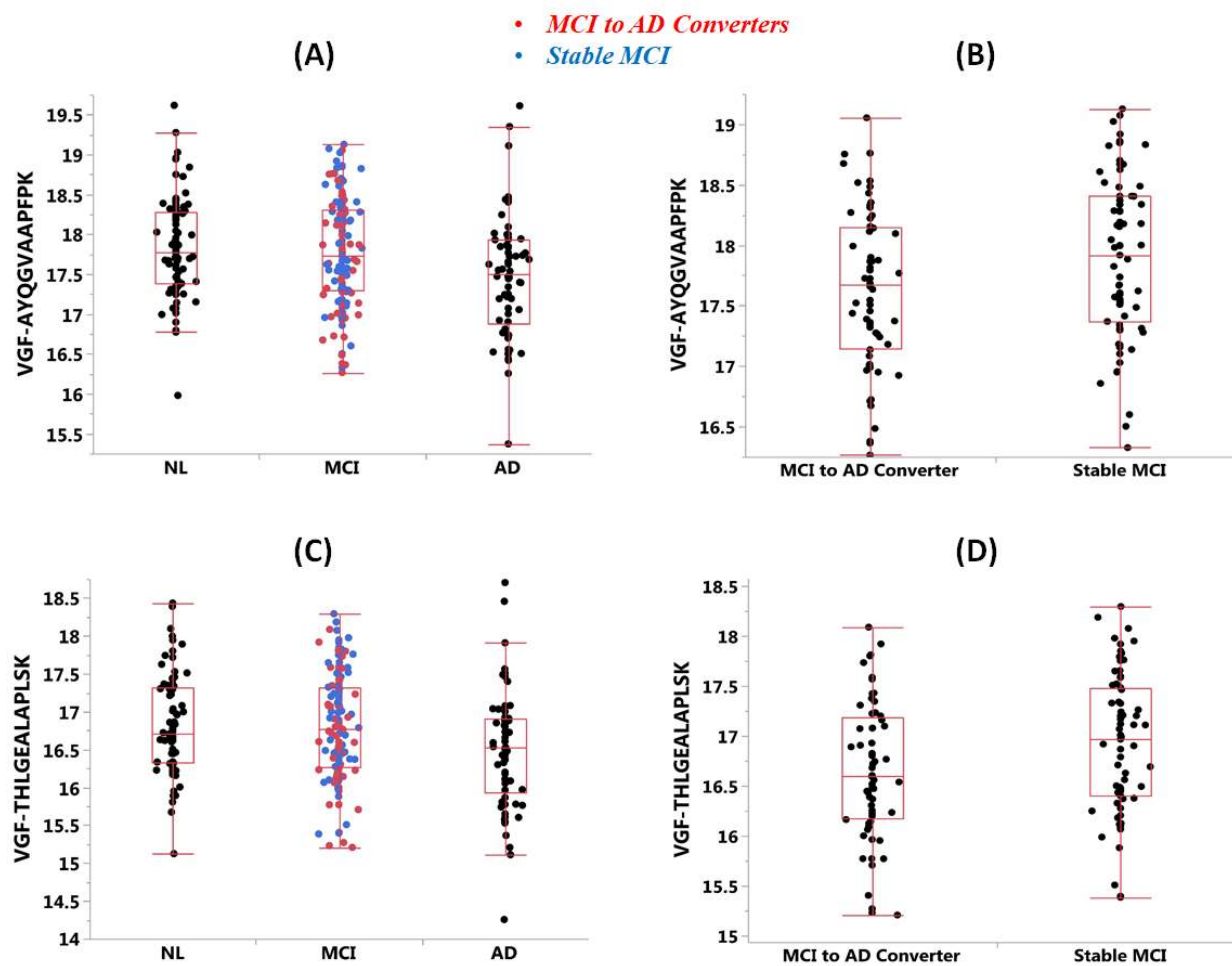 • MCI to AD Converters
• Stable MCI
(A)
VGF-AYQGVAAPFPK
19.5
19
18.5
18
17.5
17
16.5
16
15.5
NL MCI AD
(B)
VGF-AYQGVAAPFPK
19
18.5
18
17.5
17
16.5
MCI to AD Converter Stable MCI
(C)
VGF-THLGEALAPLSK
18.5
18
17.5
17
16.5
16
15.5
15
14.5
14
NL MCI AD
(D)
VGF-THLGEALAPLSK
18.5
18
17.5
17
16.5
16
15.5
15
MCI to AD Converter Stable MCI